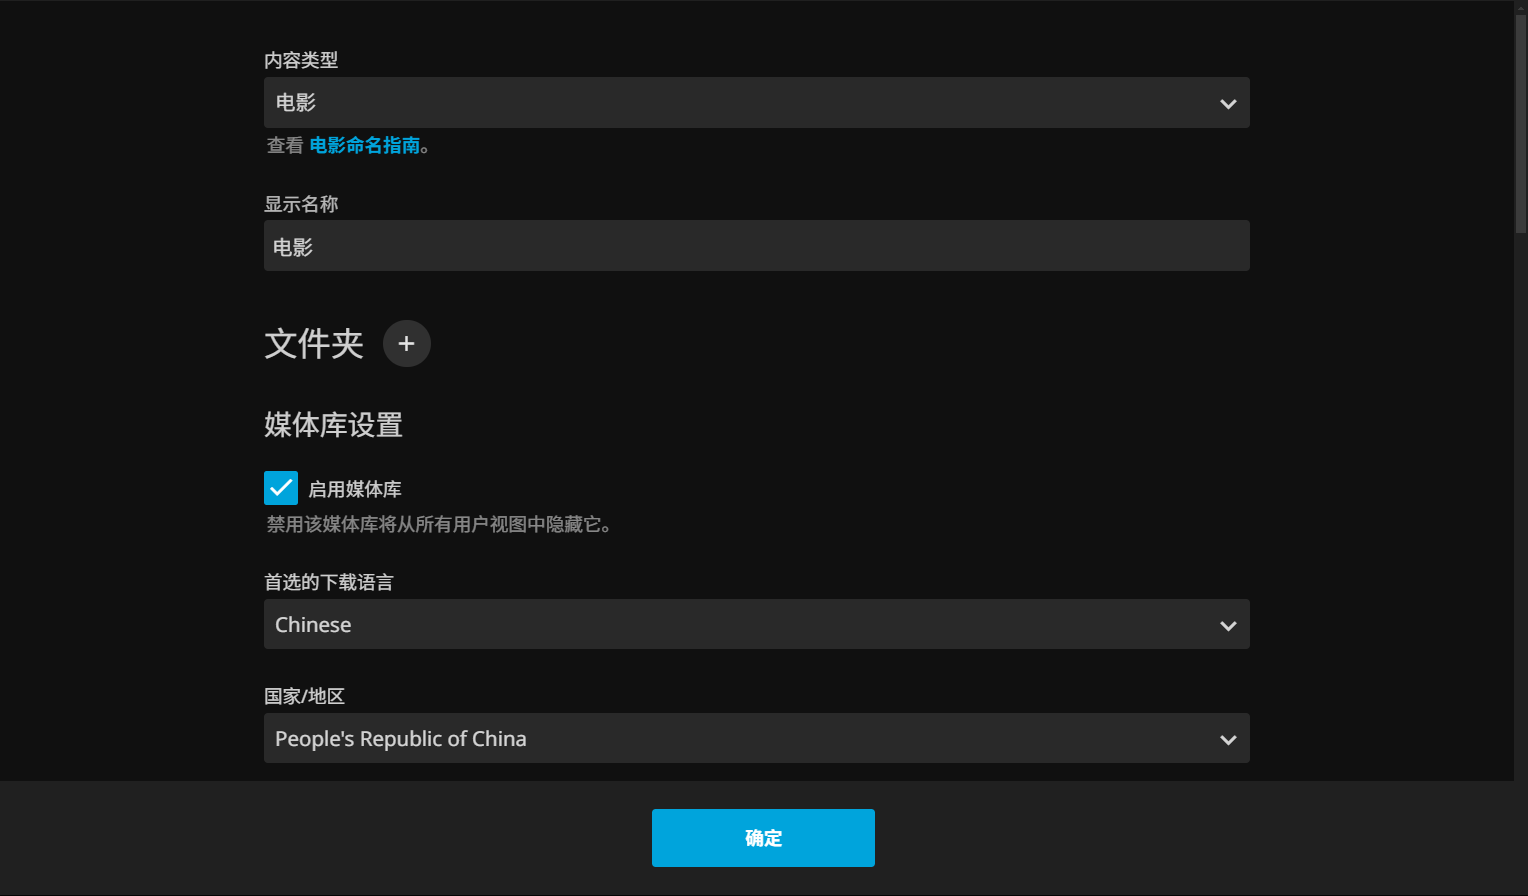 内容类型
电影
查看 电影命名指南。
显示名称
电影
文件夹 +
媒体库设置
启用媒体库
禁用该媒体库将从所有用户视图中隐藏它。
首选的下载语言
Chinese
国家/地区
People's Republic of China
确定